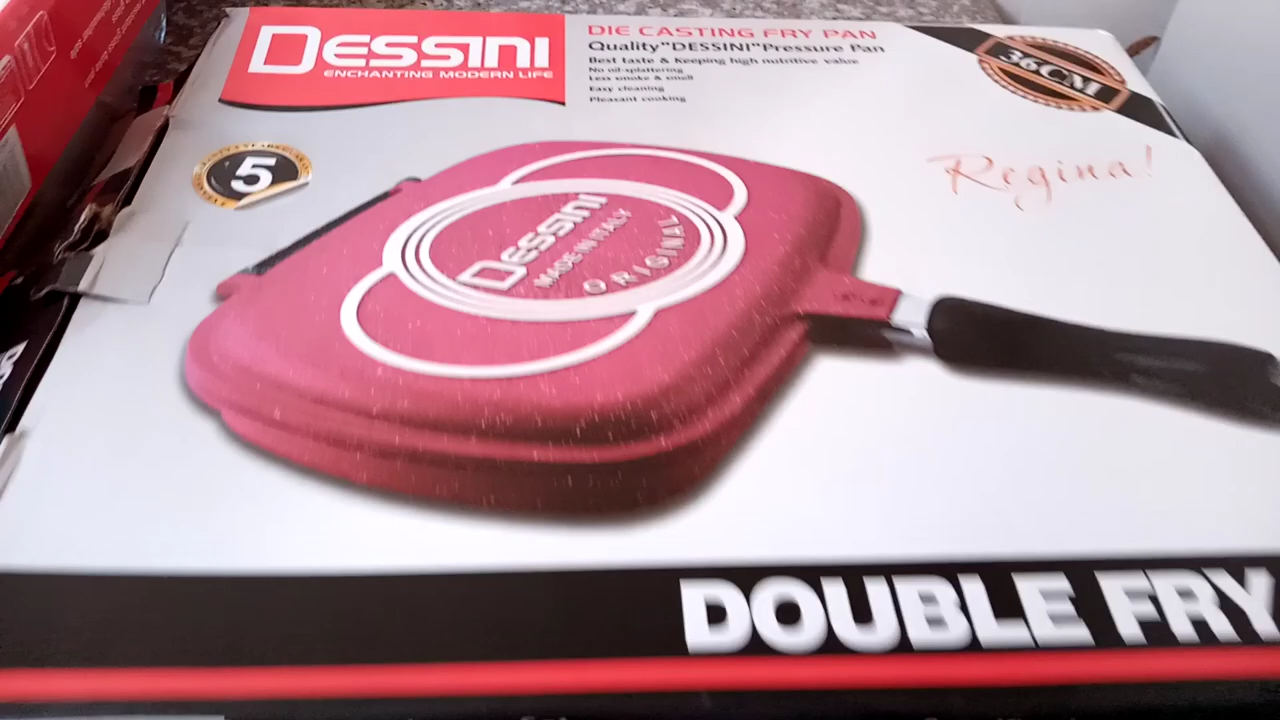 DESSINI
ENCHANTING MODERN LIFE
DIE CASTING FRY PAN
Quality"DESSINI"Pressure Pan
Best taste & Keeping high nutritive value
No oil-splattering
Less smoke & smell
Easy cleaning
Pleasant cooking
36CM
Regina!
5
DESSINI
MADE IN ITALY
ORIGINAL
DOUBLE FRY